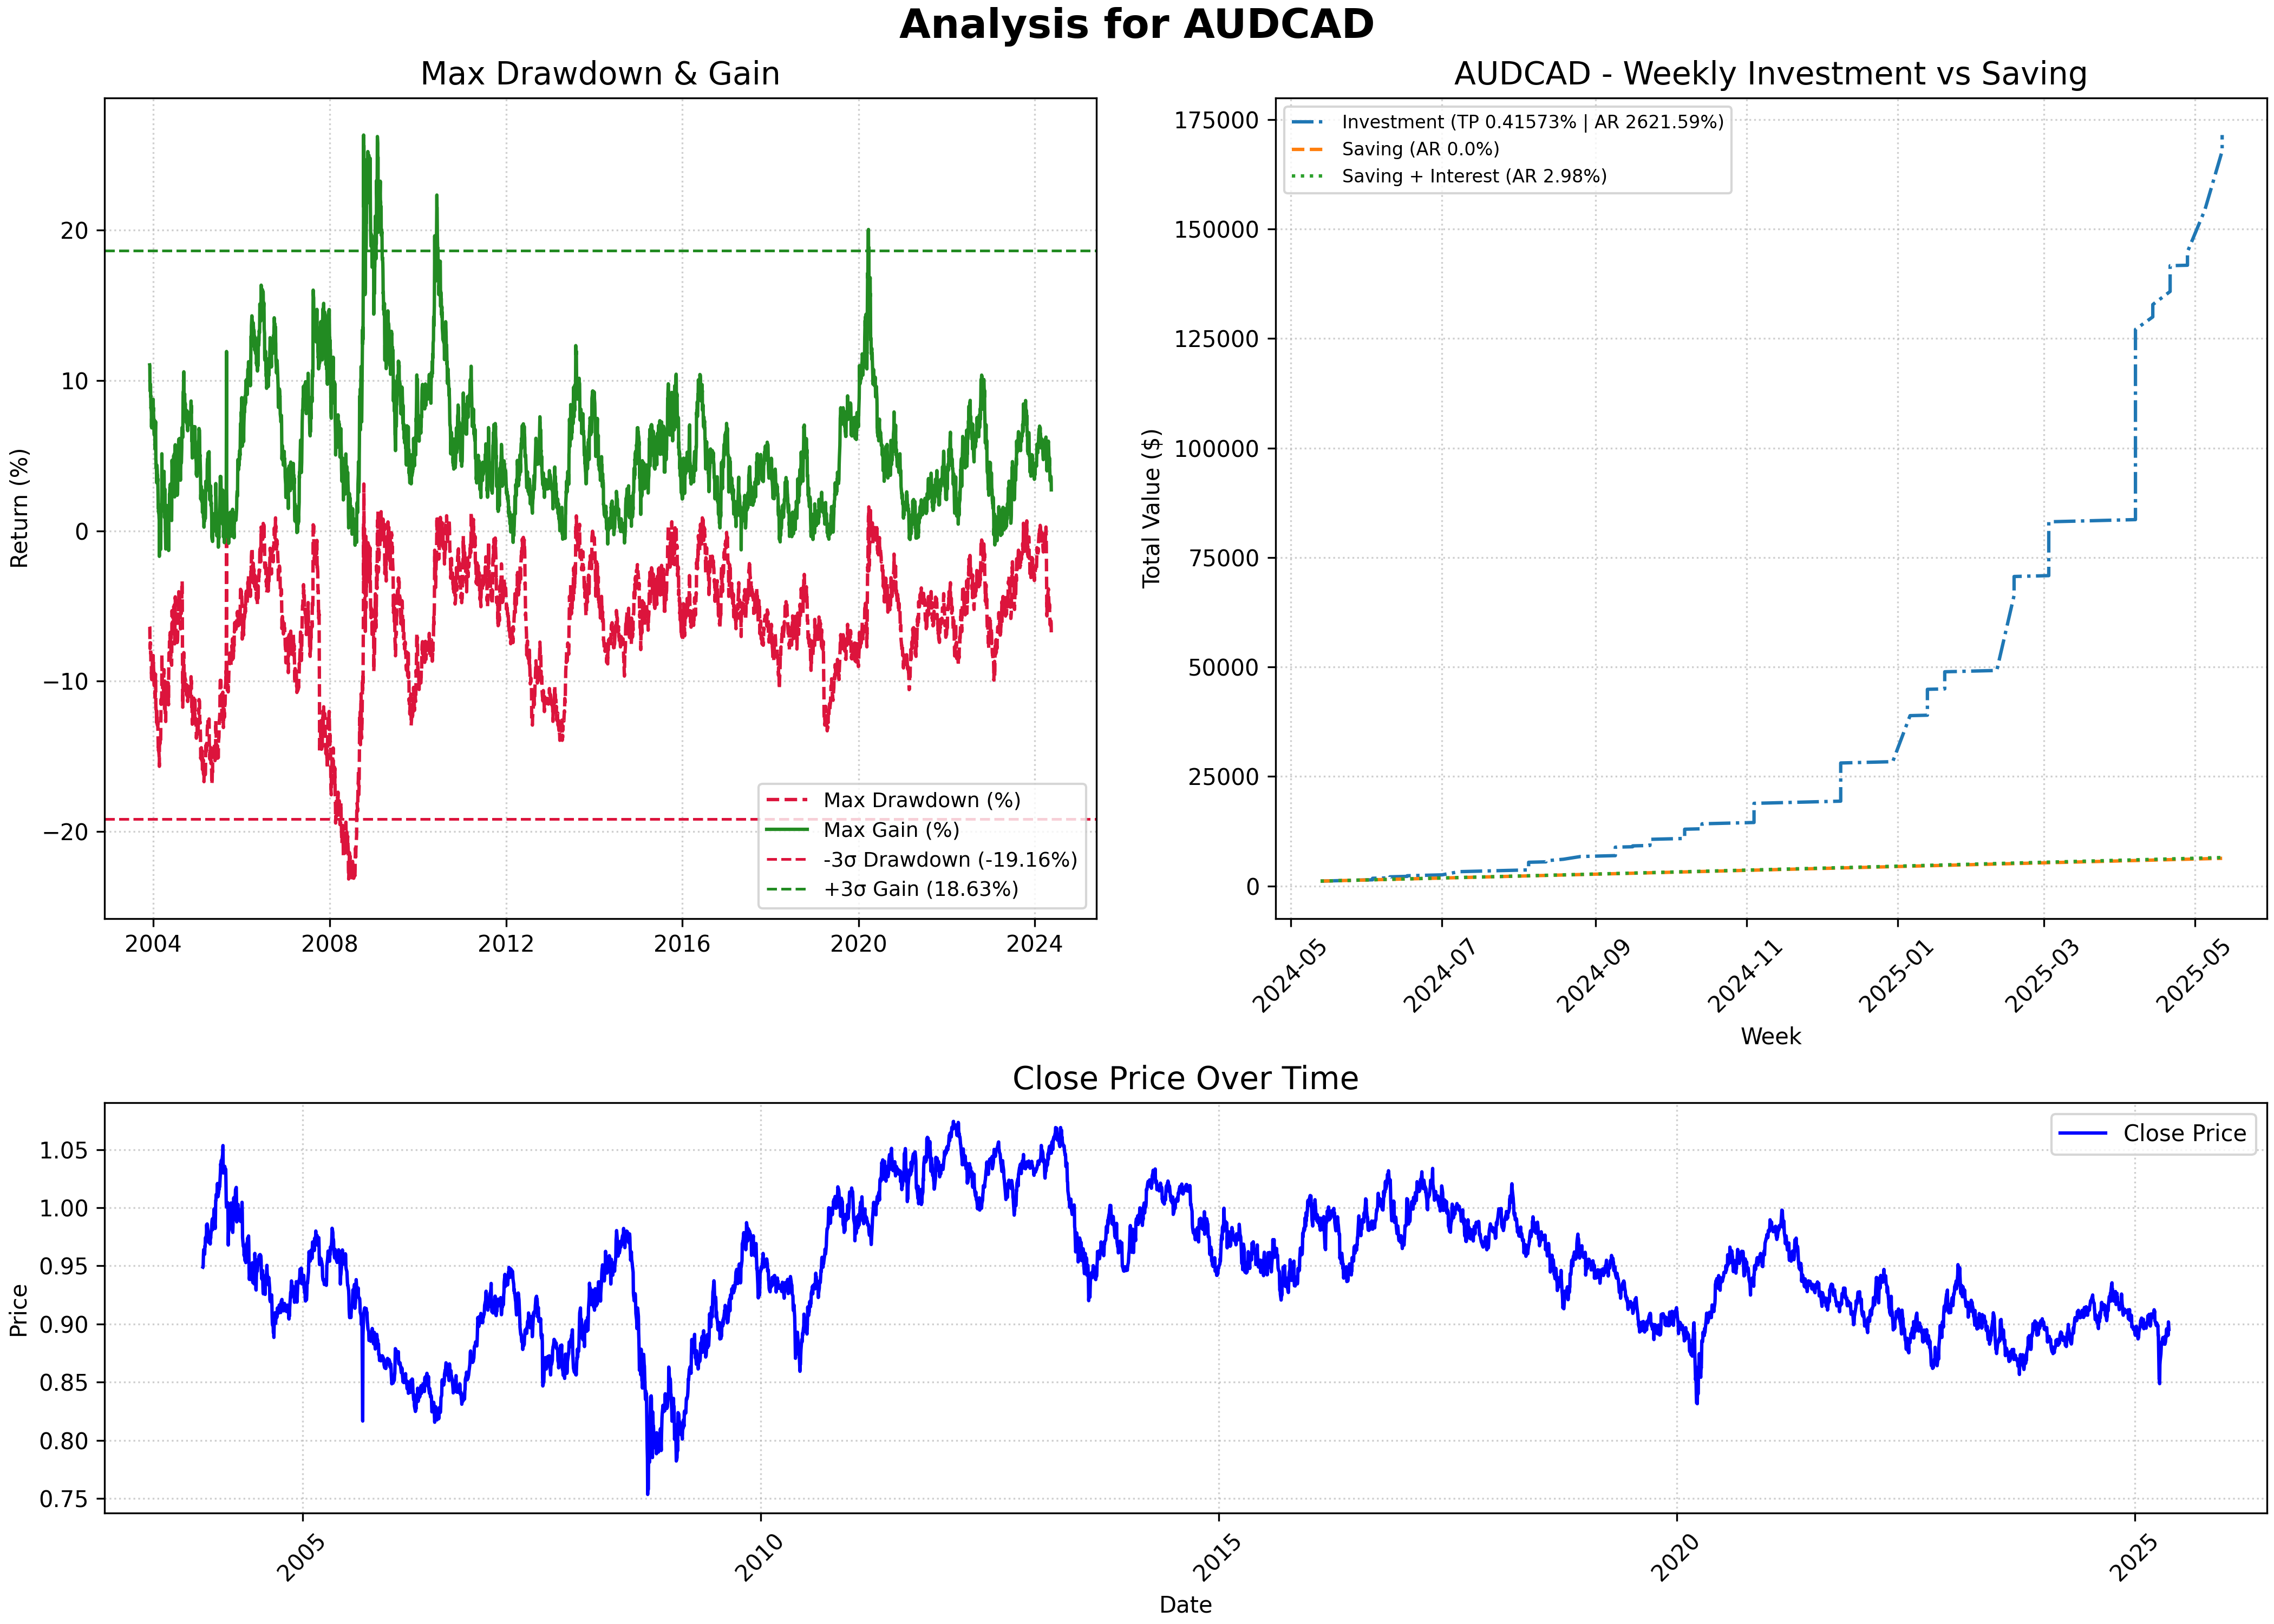 Analysis for AUDCAD
Max Drawdown & Gain
Return (%)
20
10
0
−10
−20
2004
2008
2012
2016
2020
2024
Max Drawdown (%)
Max Gain (%)
-3σ Drawdown (-19.16%)
+3σ Gain (18.63%)
AUDCAD - Weekly Investment vs Saving
Total Value ($)
175000
150000
125000
100000
75000
50000
25000
0
Investment (TP 0.41573% | AR 2621.59%)
Saving (AR 0.0%)
Saving + Interest (AR 2.98%)
2024-05
2024-07
2024-09
2024-11
2025-01
2025-03
2025-05
Week
Close Price Over Time
Price
1.05
1.00
0.95
0.90
0.85
0.80
0.75
Close Price
2005
2010
2015
2020
2025
Date